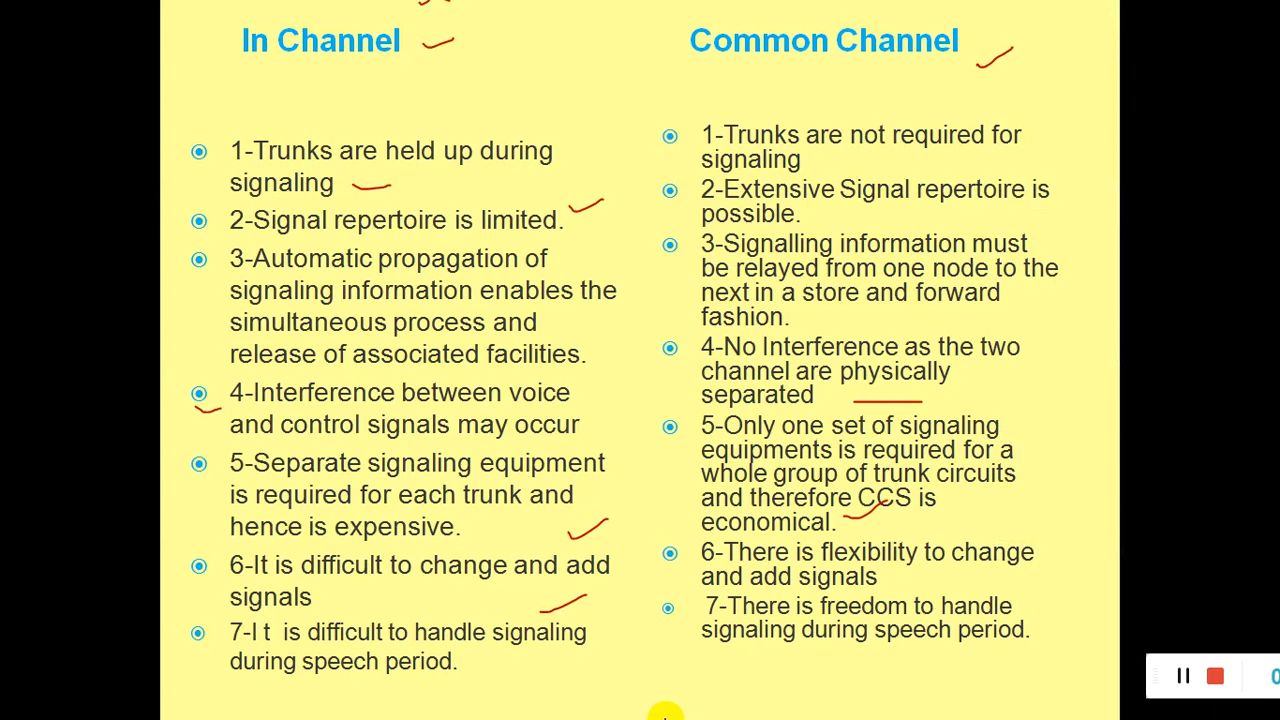 In Channel
1-Trunks are held up during
signaling
2-Signal repertoire is limited.
3-Automatic propagation of
signaling information enables the
simultaneous process and
release of associated facilities.
4-Interference between voice
and control signals may occur
5-Separate signaling equipment
is required for each trunk and
hence is expensive.
6-It is difficult to change and add
signals
7-I t is difficult to handle signaling
during speech period.
Common Channel
1-Trunks are not required for
signaling
2-Extensive Signal repertoire is
possible.
3-Signalling information must
be relayed from one node to the
next in a store and forward
fashion.
4-No Interference as the two
channel are physically
separated
5-Only one set of signaling
equipments is required for a
whole group of trunk circuits
and therefore CCS is
economical.
6-There is flexibility to change
and add signals
7-There is freedom to handle
signaling during speech period.
0